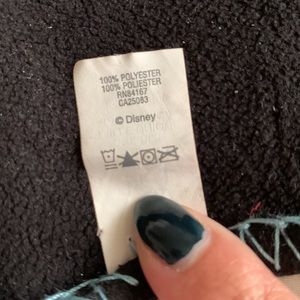 100% POLYESTER
100% POLIESTER
RN84167
CA25083
© Disney